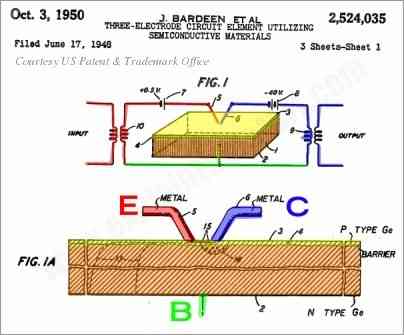 Oct. 3, 1950
J. BARDEEN ET AL
2,524,035
THREE-ELECTRODE CIRCUIT ELEMENT UTILIZING
SEMICONDUCTIVE MATERIALS
Filed June 17, 1948
3 Sheets-Sheet 1
Courtesy US Patent & Trademark Office
FIG. 1
+0.5 V. 7 5 6 -40V. 8 3
INPUT 10 4 1 2 9 OUTPUT
E METAL 5 6 METAL C
15
3 4 P TYPE Ge
BARRIER
FIG. 1A
B 2 N TYPE Ge